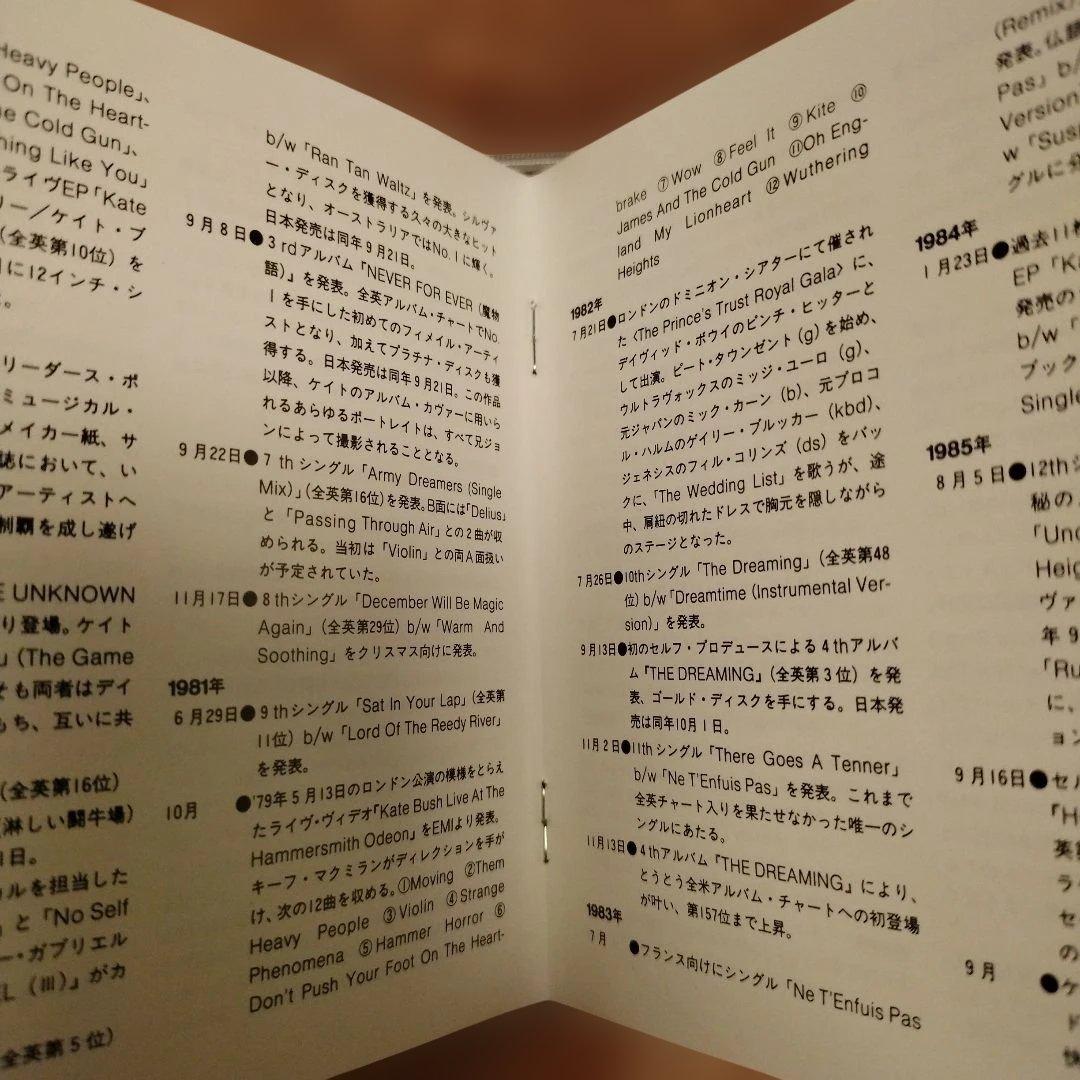 Heavy People」、
On The Heart-
The Cold Gun」、
hing Like You」
ライヴEP「Kate
リー／ケイト・ブ
（全英第10位）を
に12インチ・シ
リーダース・ポ
ミュージカル・
メイカー紙、サ
誌において、い
アーティストへ
制覇を成し遂げ
E UNKNOWN
り登場。ケイト
」（The Game
そも両者はデイ
もち、互いに共
（全英第16位）
（淋しい闘牛場）
日。
ルを担当した
」と「No Self
ー・ガブリエル
EL（III）」がカ
全英第５位）
b/w「Ran Tan Waltz」を発表。シルヴァ
ー・ディスクを獲得する久々の大きなヒット
となり、オーストラリアではNo.１に輝く。
日本発売は同年９月21日。
９月８日●３rdアルバム「NEVER FOR EVER（魔物
語）」を発表。全英アルバム・チャートでNo.
１を手にした初めてのフィメイル・アーティ
ストとなり、加えてプラチナ・ディスクも獲
得する。日本発売は同年９月21日。この作品
以降、ケイトのアルバム・カヴァーに用いら
れるあらゆるポートレイトは、すべて兄ジョ
ンによって撮影されることとなる。
９月22日●７thシングル「Army Dreamers (Single
Mix)」（全英第16位）を発表。B面には「Delius」
と「Passing Through Air」との２曲が収
められる。当初は「Violin」との両Ａ面扱い
が予定されていた。
11月17日●８thシングル「December Will Be Magic
Again」（全英第29位）b/w「Warm And
Soothing」をクリスマス向けに発表。
1981年
６月29日●９thシングル「Sat In Your Lap」（全英第
11位）b/w「Lord Of The Reedy River」
を発表。
10月 ●'79年５月13日のロンドン公演の模様をとらえ
たライヴ・ヴィデオ「Kate Bush Live At The
Hammersmith Odeon」をEMIより発表。
キーフ・マクミランがディレクションを手が
け、次の12曲を収める。①Moving ②Them
Heavy People ③Violin ④Strange
Phenomena ⑤Hammer Horror ⑥
Don't Push Your Foot On The Heart-
brake ⑦Wow ⑧Feel It ⑨Kite ⑩
James And The Cold Gun ⑪Oh Eng-
land My Lionheart ⑫Wuthering
Heights
1982年
７月21日●ロンドンのドミニオン・シアターにて催され
た〈The Prince's Trust Royal Gala〉に、
デイヴィッド・ボウイのピンチ・ヒッターと
して出演。ピート・タウンゼント（g）を始め、
ウルトラヴォックスのミッジ・ユーロ（g）、
元ジャパンのミック・カーン（b）、元プロコ
ル・ハルムのゲイリー・ブルッカー（kbd）、
ジェネシスのフィル・コリンズ（ds）をバッ
クに、「The Wedding List」を歌うが、途
中、肩紐の切れたドレスで胸元を隠しながら
のステージとなった。
７月26日●10thシングル「The Dreaming」（全英第48
位）b/w「Dreamtime (Instrumental Ver-
sion)」を発表。
９月13日●初のセルフ・プロデュースによる４thアルバ
ム『THE DREAMING』（全英第３位）を発
表、ゴールド・ディスクを手にする。日本発
売は同年10月１日。
11月２日●11thシングル「There Goes A Tenner」
b/w「Ne T'Enfuis Pas」を発表。これまで
全英チャート入りを果たせなかった唯一のシ
ングルにあたる。
11月13日●４thアルバム『THE DREAMING』により、
とうとう全米アルバム・チャートへの初登場
が叶い、第157位まで上昇。
1983年
７月 ●フランス向けにシングル「Ne T'Enfuis Pas
(Remix)
発表。仏語
Pas」b/
Version
w「Sus
グルに分
1984年
１月23日●過去11枚
EP「Ka
発売の
b/w「
ブック
Single
1985年
８月５日●12thシ
秘の丘
「Unc
Heig
ヴァ
年９
「Ru
に、
ョン
９月16日●セル
「H
英第
ラ
セ
の
９月 ●ケ
ド
快